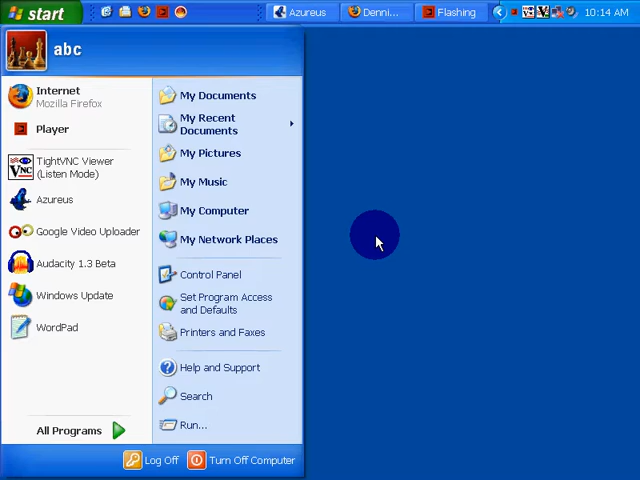 start
Azureus
Denni...
Flashing
10:14 AM
abc
Internet
Mozilla Firefox
Player
TightVNC Viewer
(Listen Mode)
Azureus
Google Video Uploader
Audacity 1.3 Beta
Windows Update
WordPad
All Programs
My Documents
My Recent
Documents
My Pictures
My Music
My Computer
My Network Places
Control Panel
Set Program Access
and Defaults
Printers and Faxes
Help and Support
Search
Run...
Log Off
Turn Off Computer